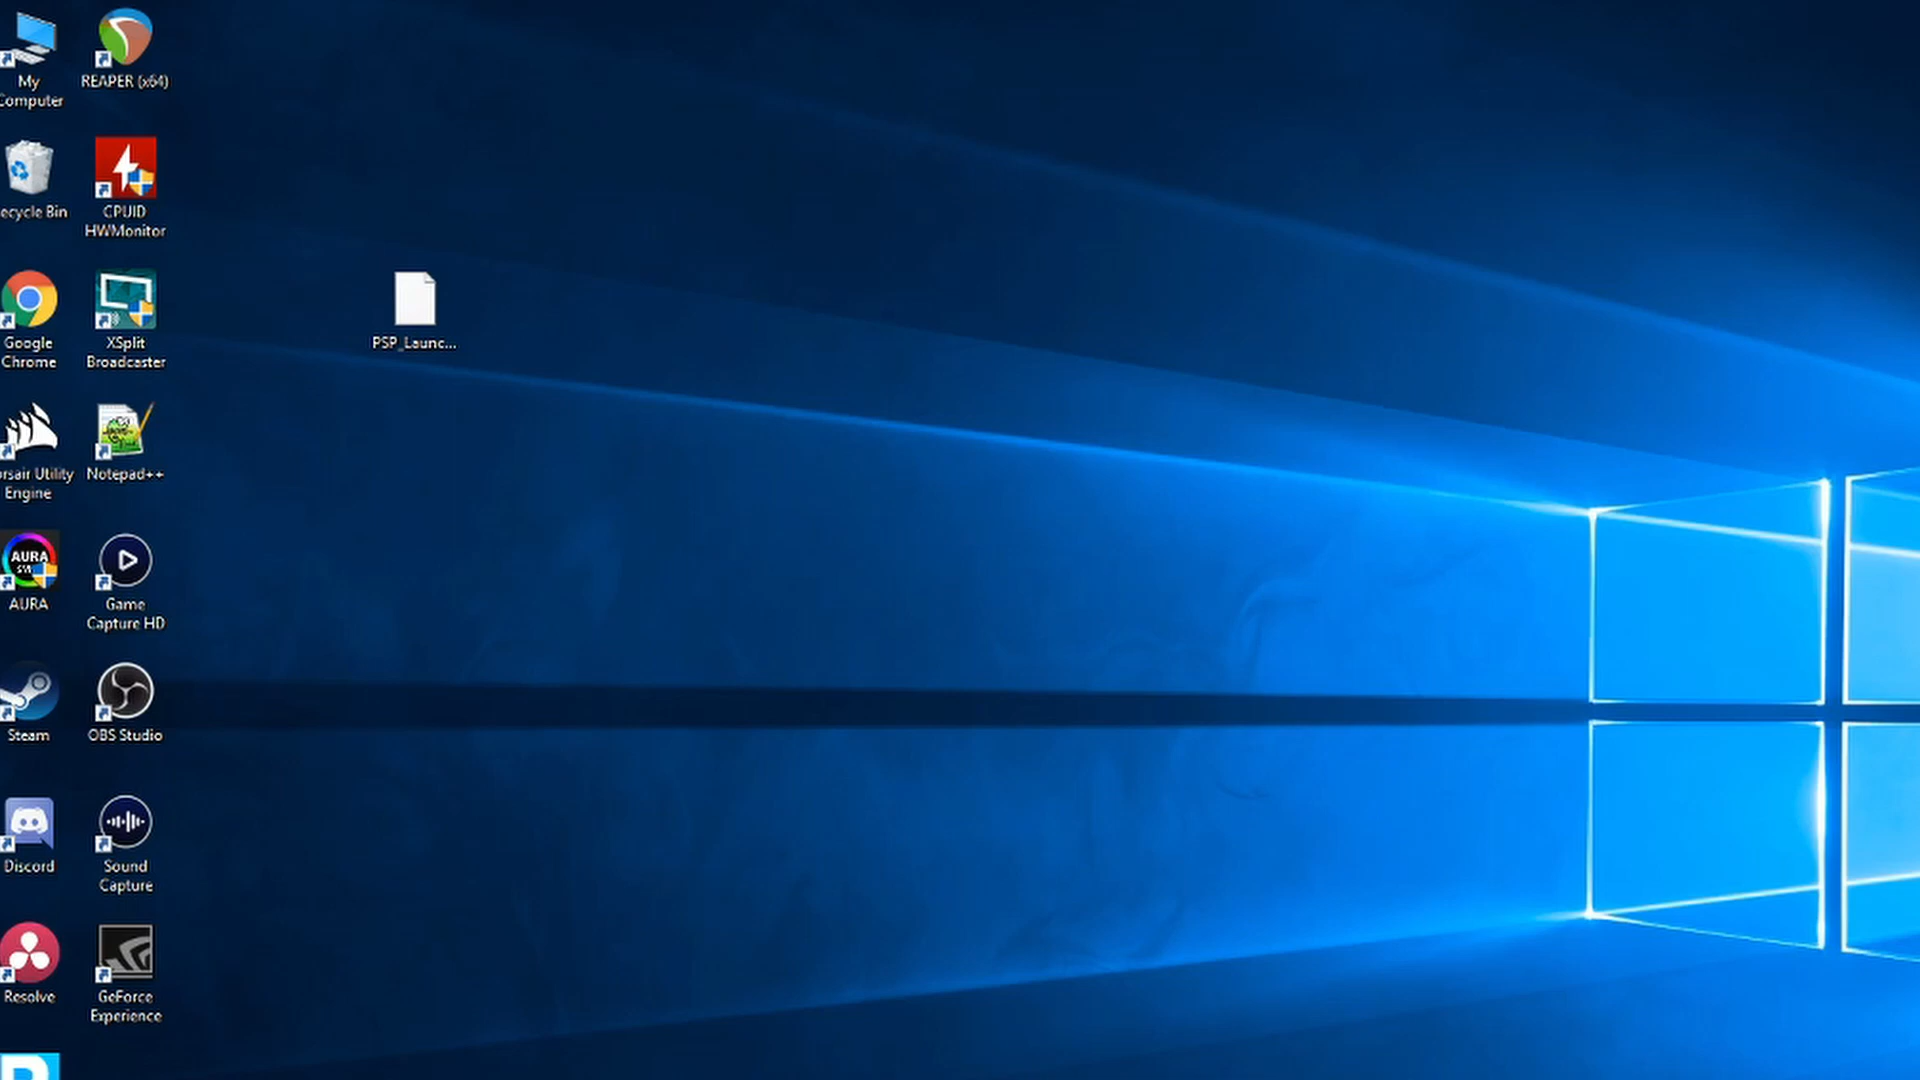 My
Computer
REAPER (x64)
ecycle Bin
CPUID
HWMonitor
Google
Chrome
XSplit
Broadcaster
PSP_Launc...
orsair Utility
Engine
Notepad++
AURA
AURA
Game
Capture HD
Steam
OBS Studio
Discord
Sound
Capture
Resolve
GeForce
Experience